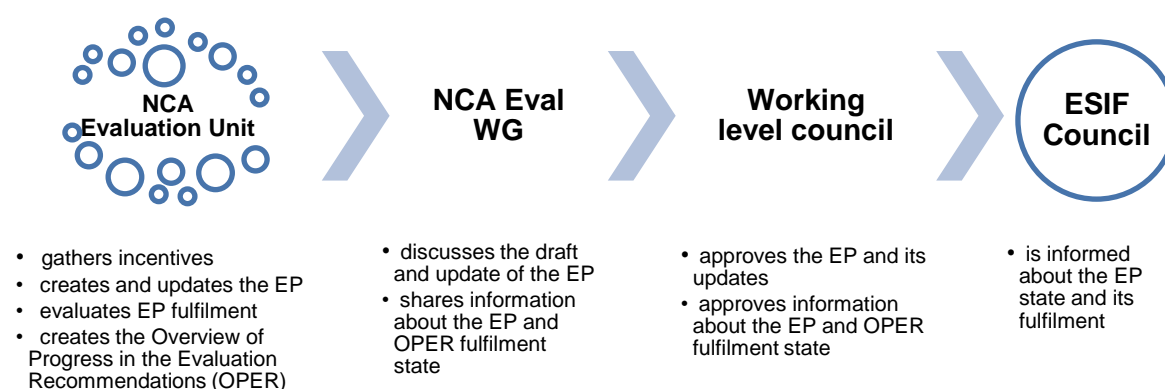 NCA
Evaluation Unit
NCA Eval
WG
Working
level council
ESIF
Council
• gathers incentives
• creates and updates the EP
• evaluates EP fulfilment
• creates the Overview of
Progress in the Evaluation
Recommendations (OPER)
• discusses the draft
and update of the EP
• shares information
about the EP and
OPER fulfilment
state
• approves the EP and its
updates
• approves information
about the EP and OPER
fulfilment state
• is informed
about the EP
state and its
fulfilment